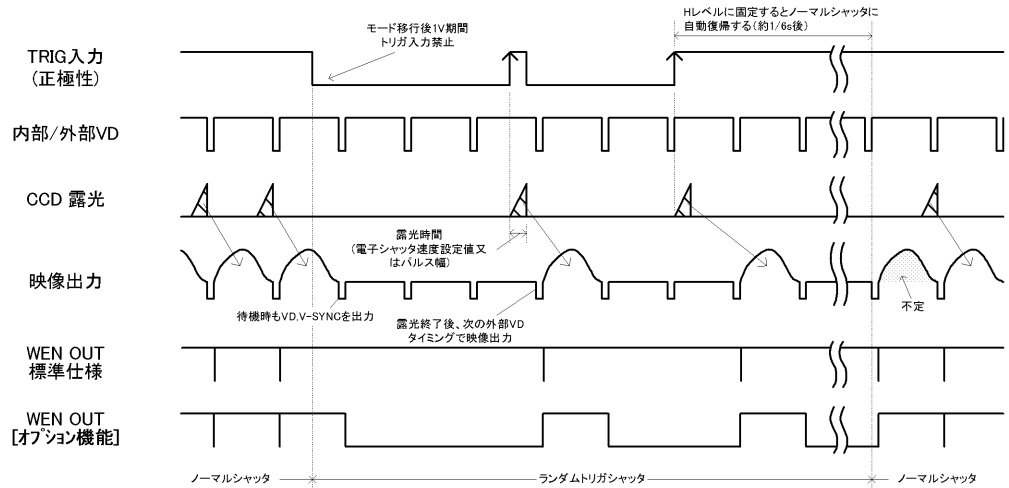 Hレベルに固定するとノーマルシャッタに
自動復帰する(約1/6s後)
モード移行後1V期間
トリガ入力禁止
TRIG入力
(正極性)
内部/外部VD
CCD 露光
露光時間
(電子シャッタ速度設定値又
はパルス幅)
映像出力
不定
待機時もVD,V-SYNCを出力
露光終了後、次の外部VD
タイミングで映像出力
WEN OUT
標準仕様
WEN OUT
[オプション機能]
ノーマルシャッタ
ランダムトリガシャッタ
ノーマルシャッタ